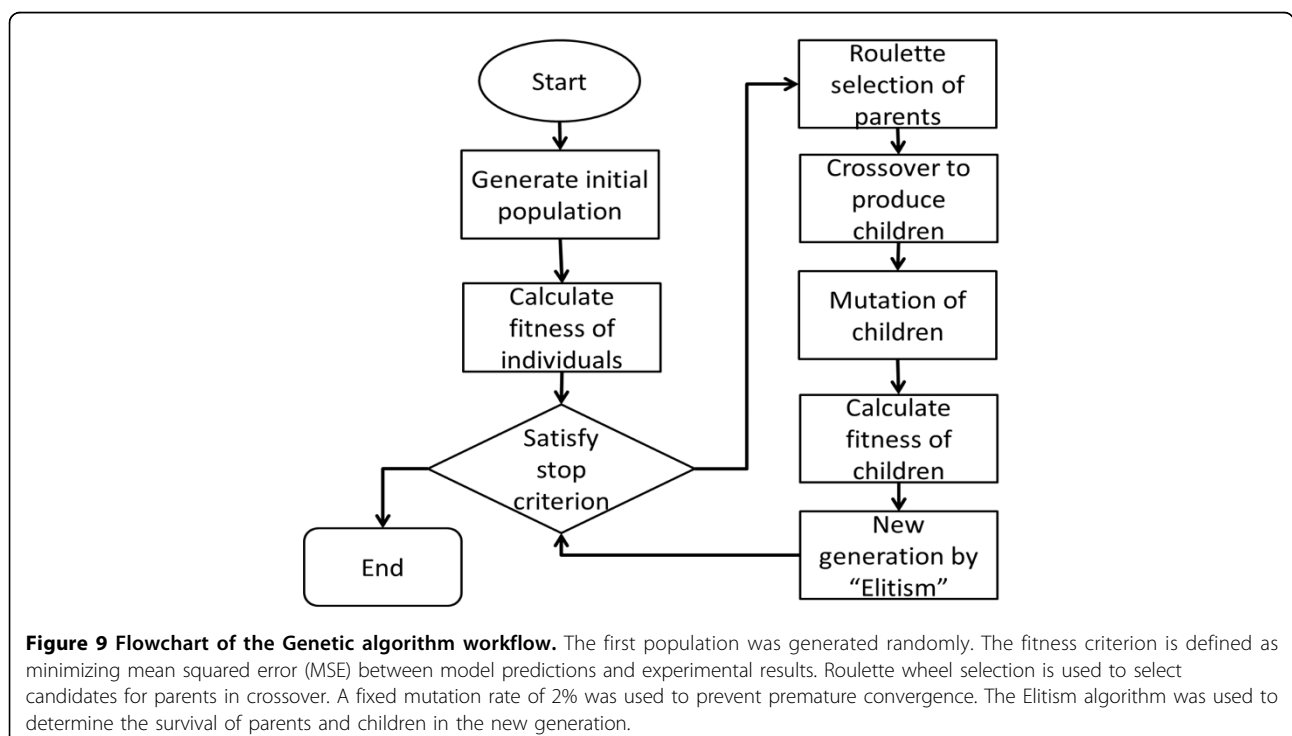 Start
Generate initial
population
Calculate
fitness of
individuals
Satisfy
stop
criterion
End
Roulette
selection of
parents
Crossover to
produce
children
Mutation of
children
Calculate
fitness of
children
New
generation by
“Elitism”
Figure 9 Flowchart of the Genetic algorithm workflow. The first population was generated randomly. The fitness criterion is defined as
minimizing mean squared error (MSE) between model predictions and experimental results. Roulette wheel selection is used to select
candidates for parents in crossover. A fixed mutation rate of 2% was used to prevent premature convergence. The Elitism algorithm was used to
determine the survival of parents and children in the new generation.